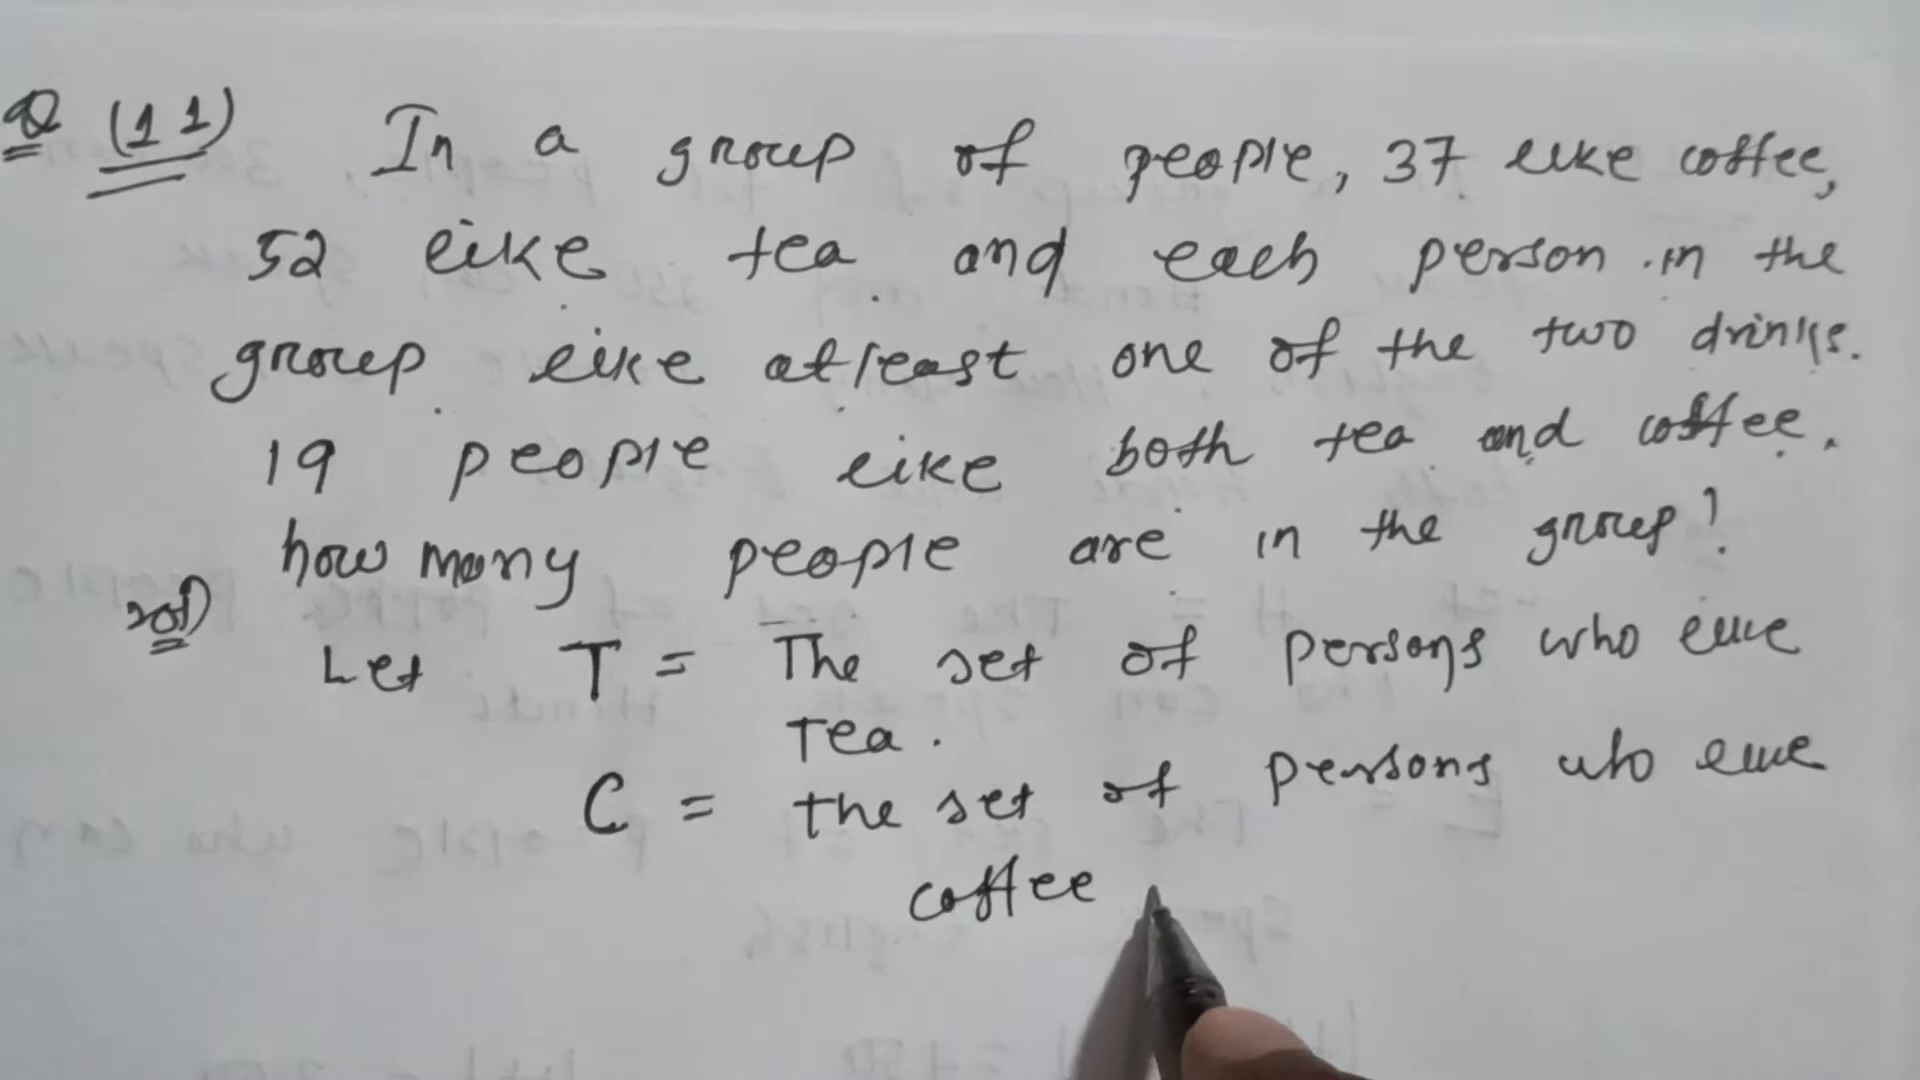 Q (11) In a group of people, 37 like coffee,
52 like tea and each person in the
group like atleast one of the two drinks.
19 people like both tea and coffee.
how many people are in the group?
sol) Let T = The set of persons who like
Tea.
C = the set of persons who like
coffee